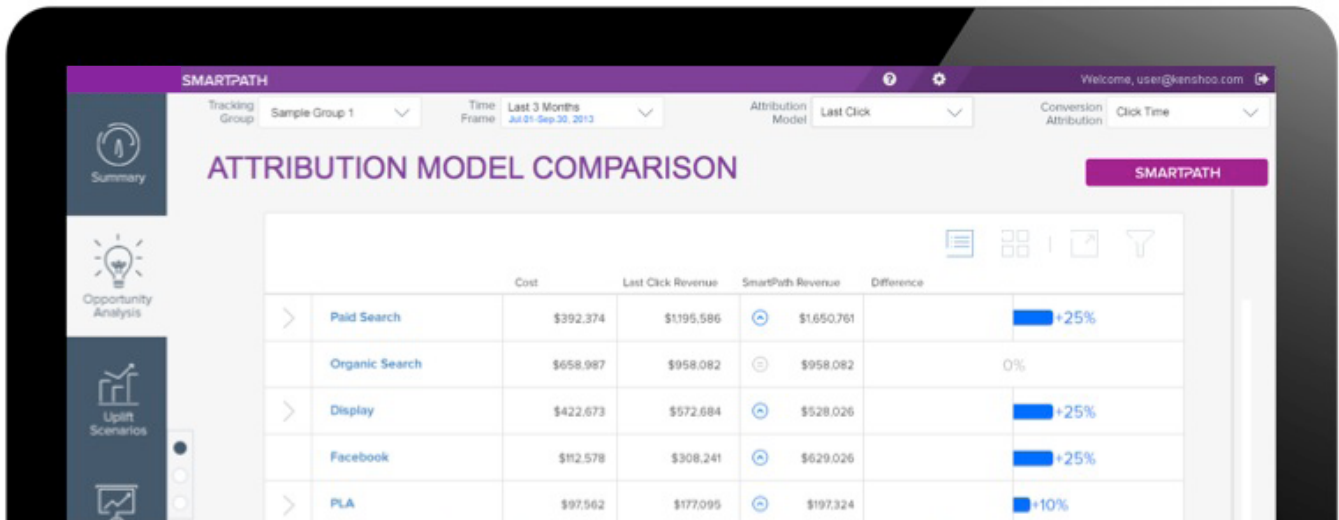 SMARTPATH
Welcome, user@kenshoo.com
Tracking Group Sample Group 1
Time Frame Last 3 Months
Jul.01-Sep.30, 2013
Attribution Model Last Click
Conversion Attribution Click Time
Summary
ATTRIBUTION MODEL COMPARISON
SMARTPATH
Opportunity Analysis
Cost Last Click Revenue SmartPath Revenue Difference
Paid Search $392,374 $1,195,586 $1,650,761 +25%
Organic Search $658,987 $958,082 $958,082 0%
Display $422,673 $572,684 $528,026 +25%
Uplift Scenarios
Facebook $112,578 $308,241 $629,026 +25%
PLA $97,562 $177,095 $197,324 +10%